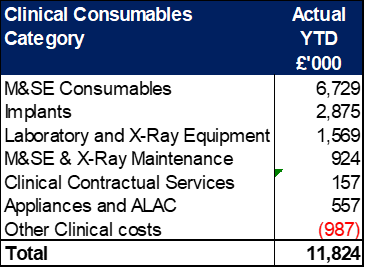 Clinical Consumables Actual
Category YTD
£'000
M&SE Consumables 6,729
Implants 2,875
Laboratory and X-Ray Equipment 1,569
M&SE & X-Ray Maintenance 924
Clinical Contractual Services 157
Appliances and ALAC 557
Other Clinical costs (987)
Total 11,824